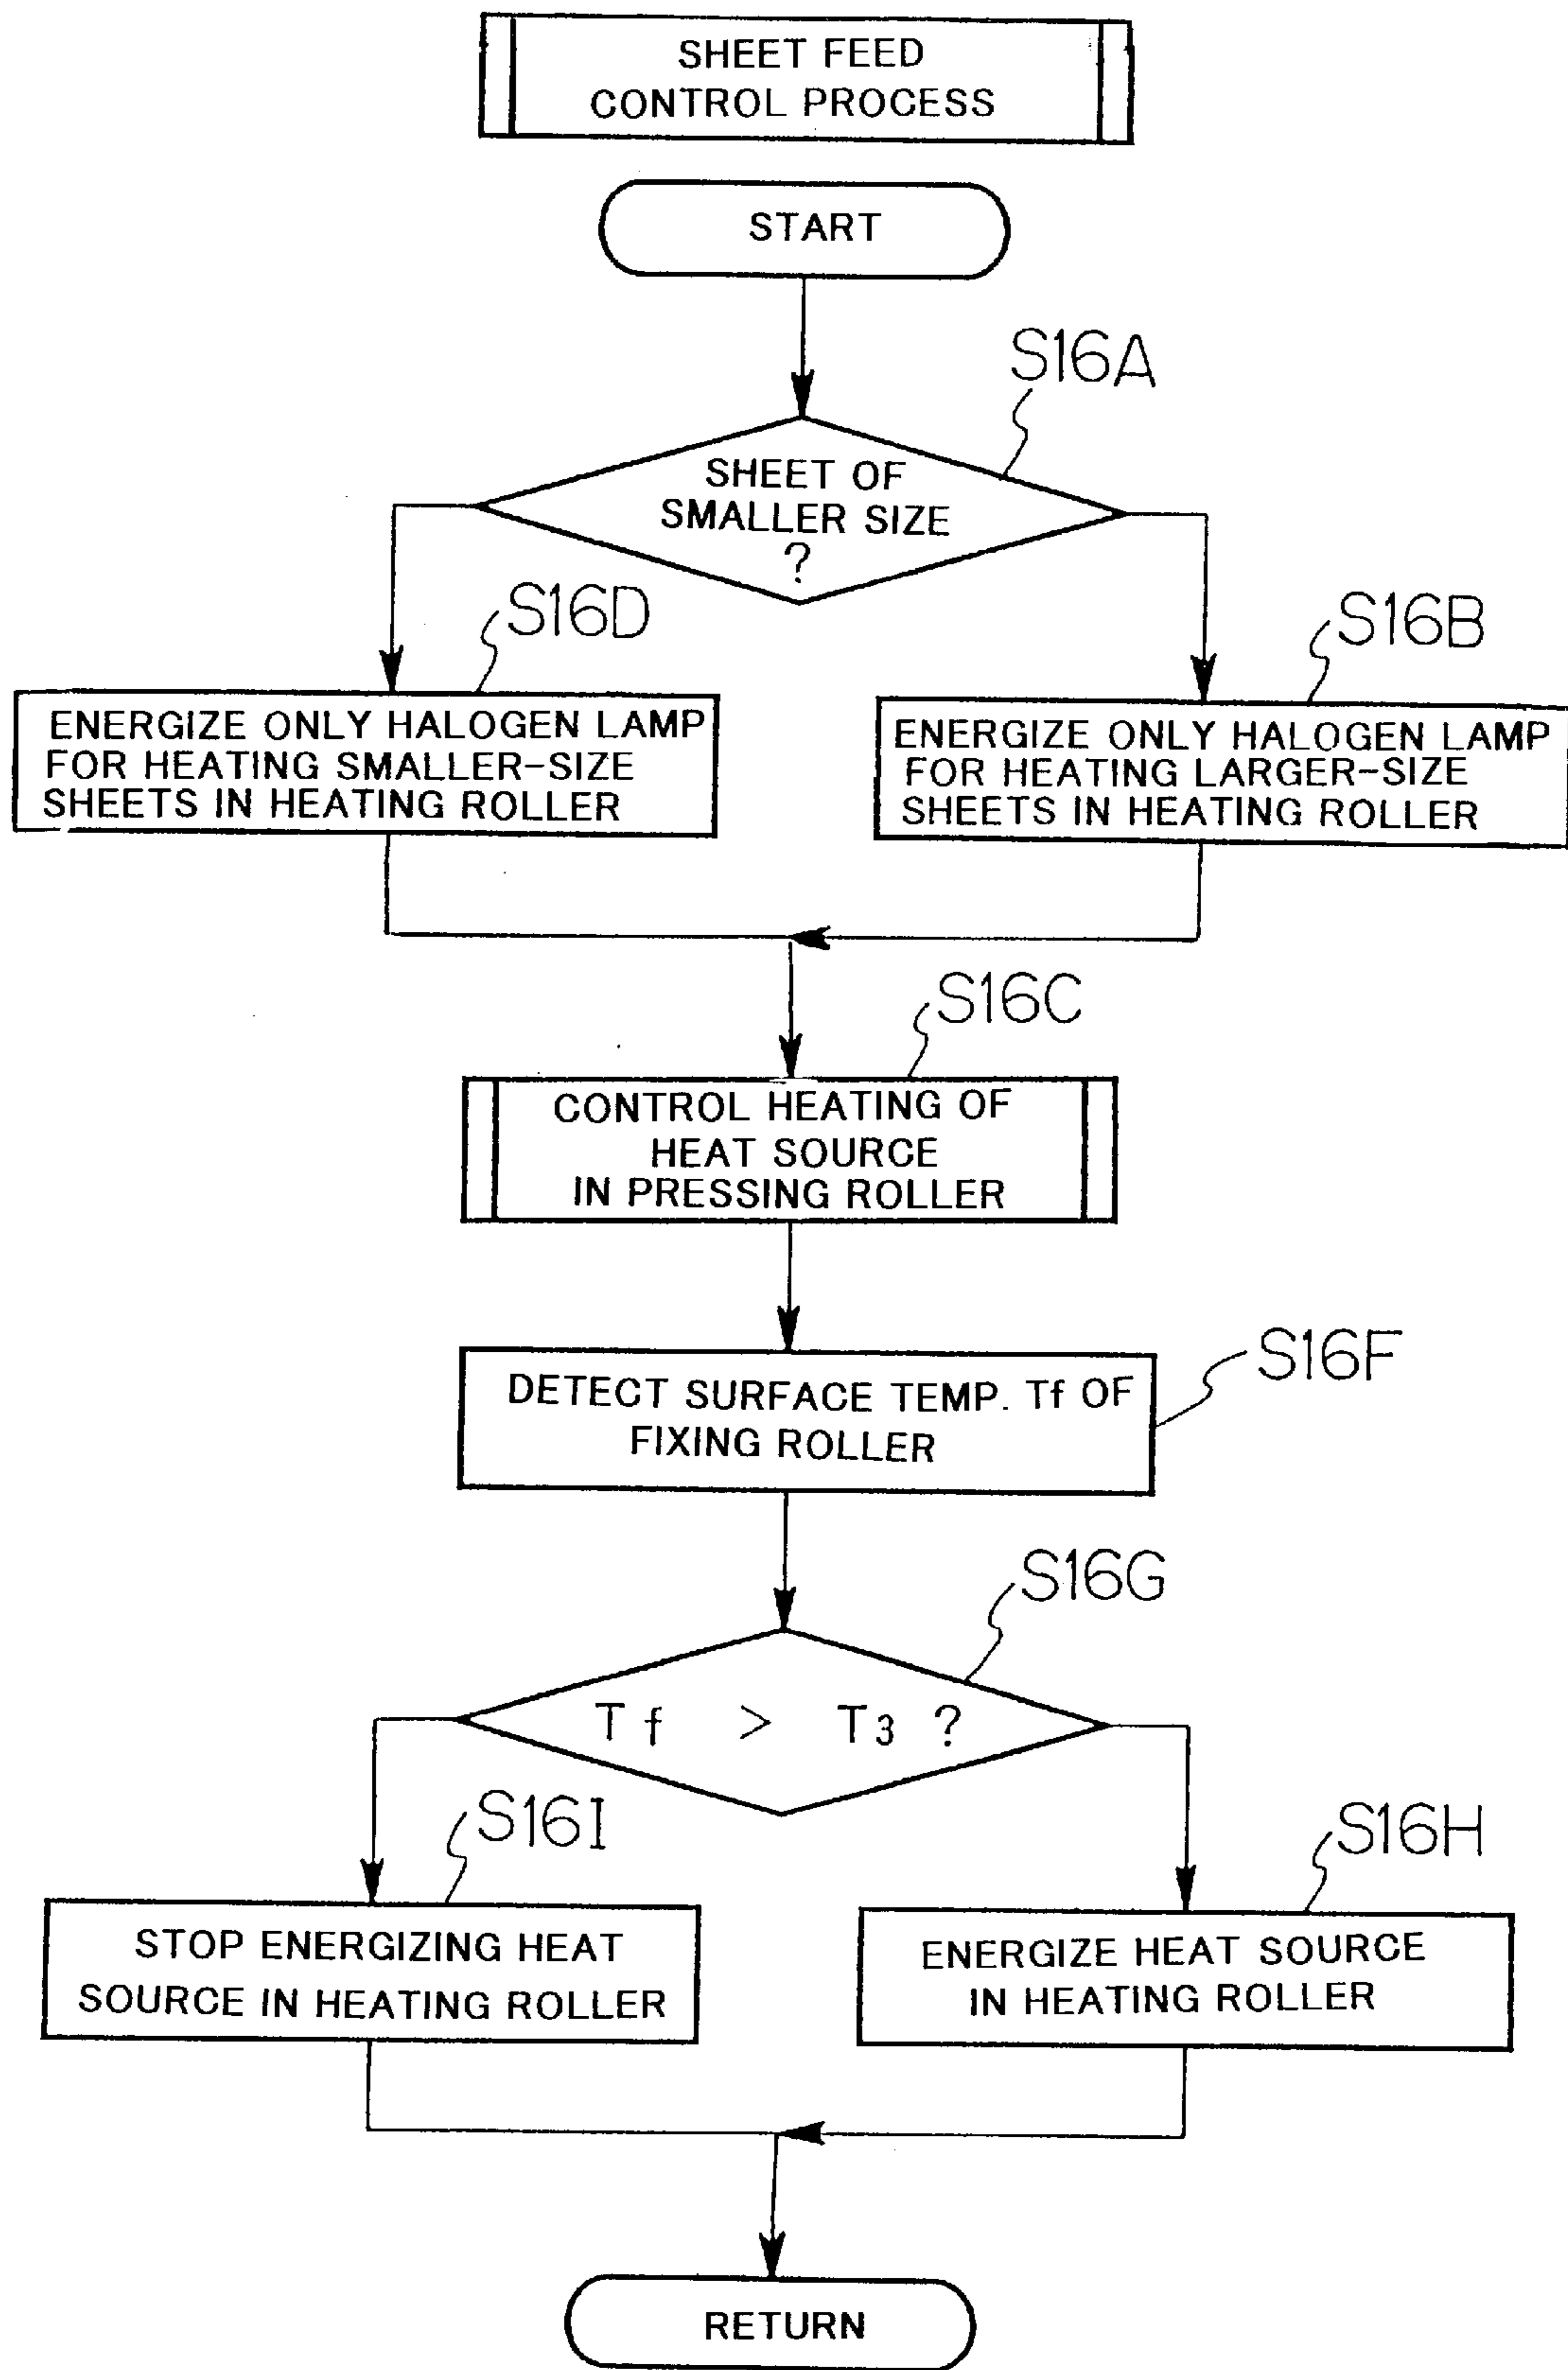 SHEET FEED
CONTROL PROCESS
START
S16A
SHEET OF
SMALLER SIZE
?
S16D
S16B
ENERGIZE ONLY HALOGEN LAMP
FOR HEATING SMALLER-SIZE
SHEETS IN HEATING ROLLER
ENERGIZE ONLY HALOGEN LAMP
FOR HEATING LARGER-SIZE
SHEETS IN HEATING ROLLER
S16C
CONTROL HEATING OF
HEAT SOURCE
IN PRESSING ROLLER
S16F
DETECT SURFACE TEMP. Tf OF
FIXING ROLLER
S16G
Tf > T3 ?
S16I
S16H
STOP ENERGIZING HEAT
SOURCE IN HEATING ROLLER
ENERGIZE HEAT SOURCE
IN HEATING ROLLER
RETURN